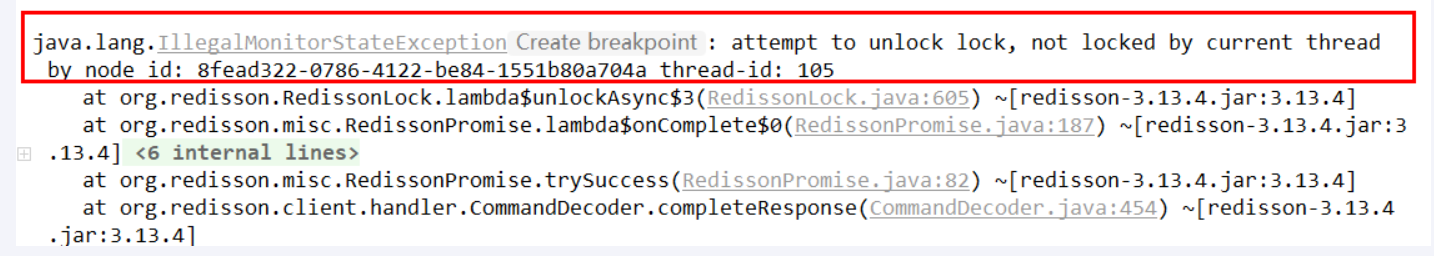 java.lang.IllegalMonitorStateException Create breakpoint : attempt to unlock lock, not locked by current thread
by node id: 8fead322-0786-4122-be84-1551b80a704a thread-id: 105
at org.redisson.RedissonLock.lambda$unlockAsync$3(RedissonLock.java:605) ~[redisson-3.13.4.jar:3.13.4]
at org.redisson.misc.RedissonPromise.lambda$onComplete$0(RedissonPromise.java:187) ~[redisson-3.13.4.jar:3
.13.4] <6 internal lines>
at org.redisson.misc.RedissonPromise.trySuccess(RedissonPromise.java:82) ~[redisson-3.13.4.jar:3.13.4]
at org.redisson.client.handler.CommandDecoder.completeResponse(CommandDecoder.java:454) ~[redisson-3.13.4
.jar:3.13.4]